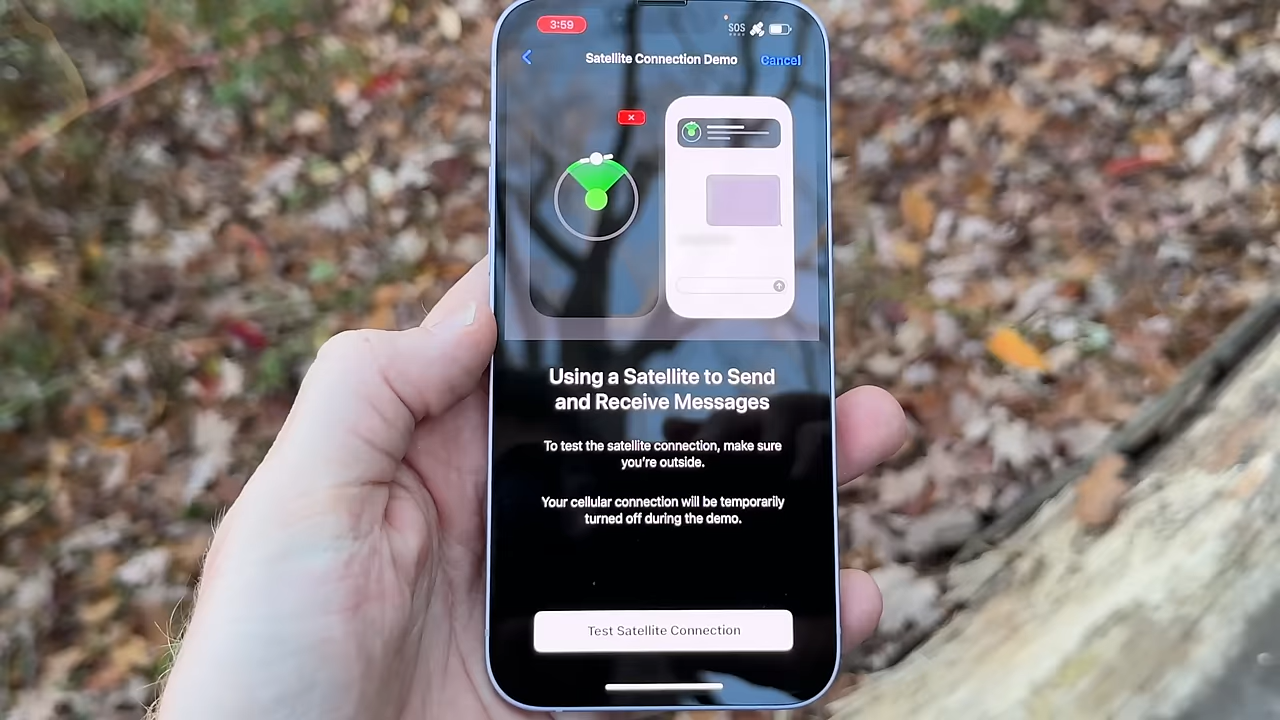 3:59
SOS
Satellite Connection Demo
Cancel
Using a Satellite to Send
and Receive Messages
To test the satellite connection, make sure
you're outside.
Your cellular connection will be temporarily
turned off during the demo.
Test Satellite Connection